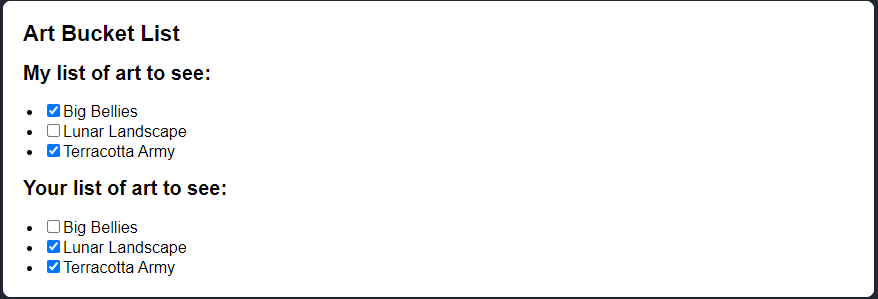 Art Bucket List
My list of art to see:
Big Bellies
Lunar Landscape
Terracotta Army
Your list of art to see:
Big Bellies
Lunar Landscape
Terracotta Army